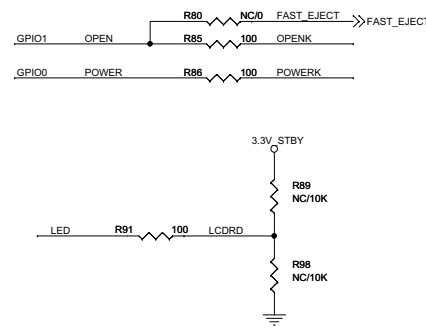 R80 NC/0 FAST_EJECT FAST_EJECT
GPIO1 OPEN R85 100 OPENK
GPIO0 POWER R86 100 POWERK
3.3V_STBY
R89
NC/10K
LED R91 100 LCDRD
R98
NC/10K